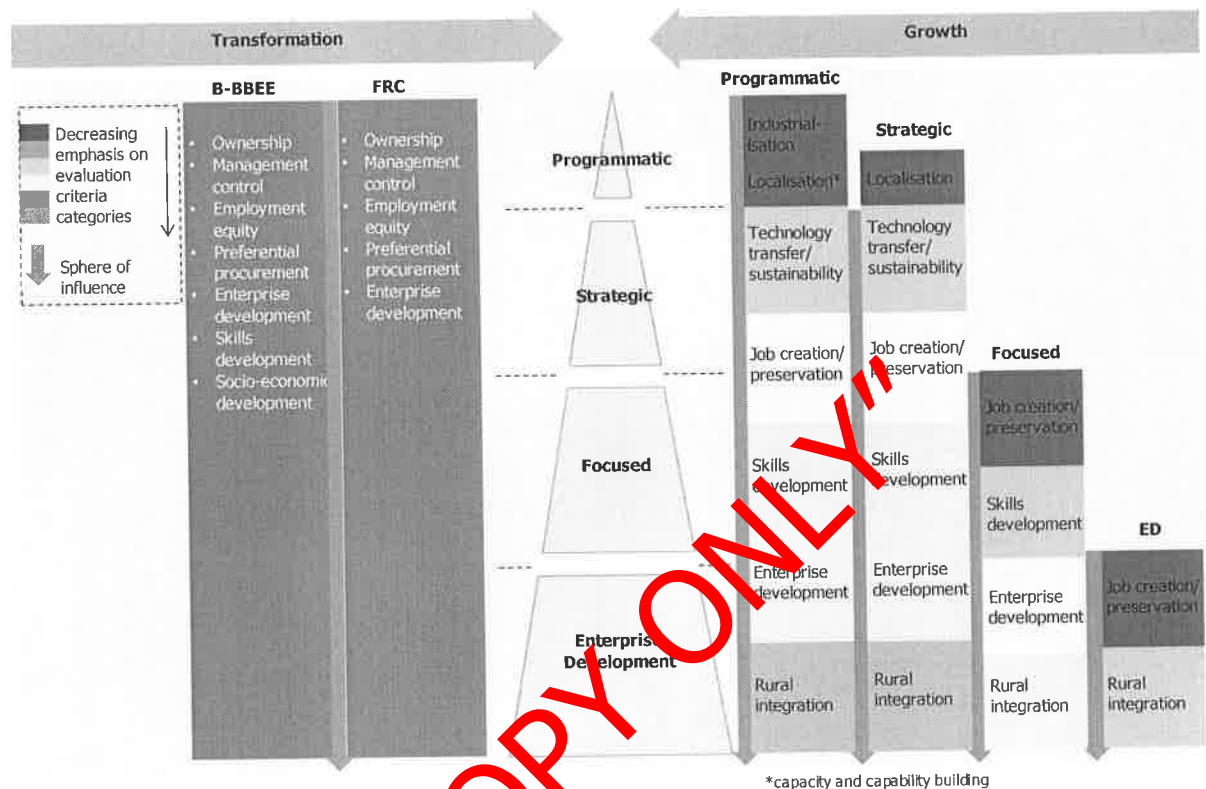 Transformation
Growth
Decreasing
emphasis on
evaluation
criteria
categories
Sphere of
influence
B-BBEE
• Ownership
• Management
control
• Employment
equity
• Preferential
procurement
• Enterprise
development
• Skills
development
• Socio-economic
development
FRC
• Ownership
• Management
control
• Employment
equity
• Preferential
procurement
• Enterprise
development
Programmatic
Strategic
Focused
Enterprise
Development
Programmatic
Industrial-
isation
Localisation*
Technology
transfer/
sustainability
Job creation/
preservation
Skills
development
Enterprise
development
Rural
integration
Strategic
Localisation
Technology
transfer/
sustainability
Job creation/
preservation
Skills
development
Enterprise
development
Rural
integration
Focused
Job creation/
preservation
Skills
development
Enterprise
development
Rural
integration
ED
Job creation/
preservation
Rural
integration
*capacity and capability building
OPY ONLY"